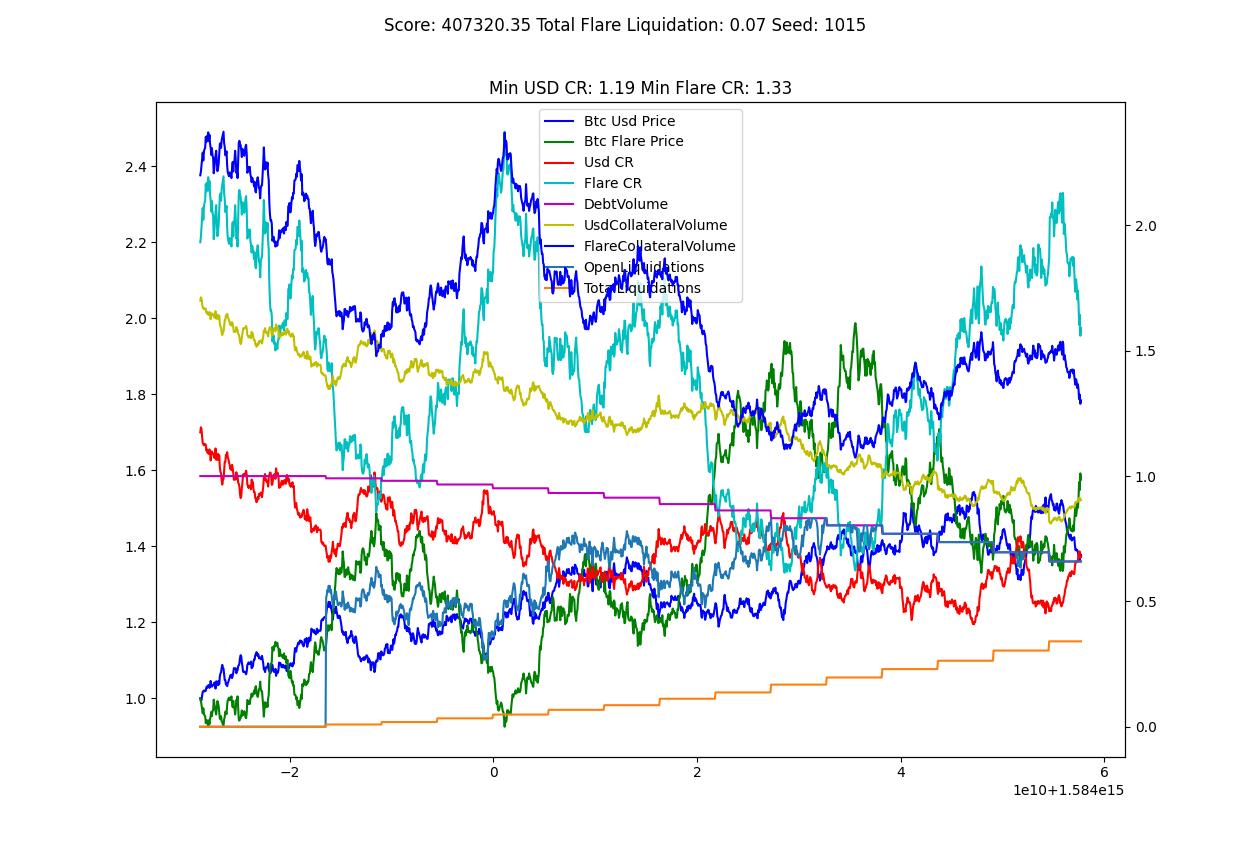 Score: 407320.35 Total Flare Liquidation: 0.07 Seed: 1015
Min USD CR: 1.19 Min Flare CR: 1.33
Btc Usd Price
Btc Flare Price
Usd CR
Flare CR
DebtVolume
UsdCollateralVolume
FlareCollateralVolume
OpenLiquidations
TotalLiquidations
2.4
2.2
2.0
1.8
1.6
1.4
1.2
1.0
2.0
1.5
1.0
0.5
0.0
−2
0
2
4
6
1e10+1.584e15